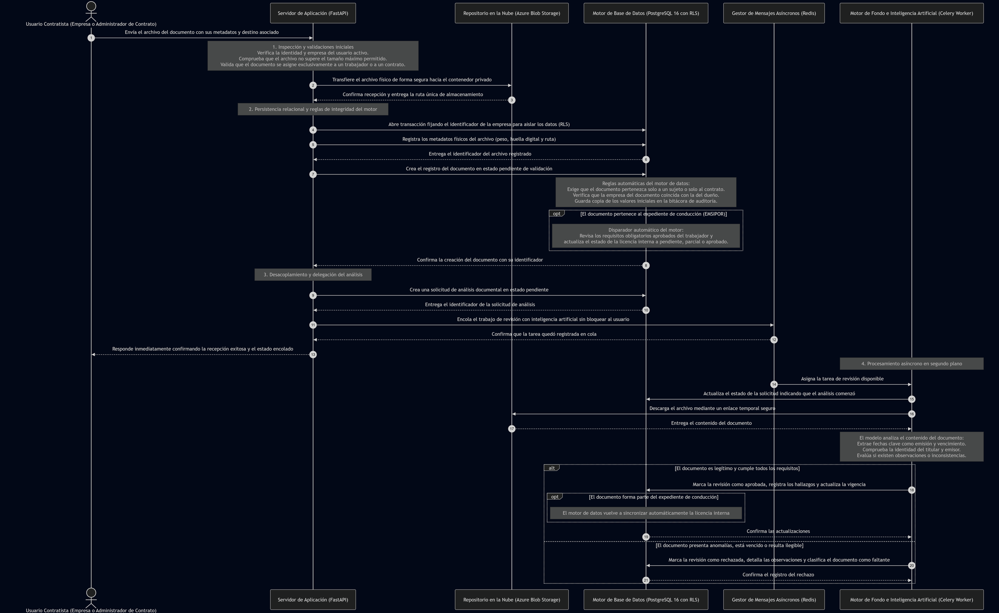 Usuario Contratista (Empresa o Administrador de Contrato)
Servidor de Aplicación (FastAPI)
Repositorio en la Nube (Azure Blob Storage)
Motor de Base de Datos (PostgreSQL 16 con RLS)
Gestor de Mensajes Asíncronos (Redis)
Motor de Fondo e Inteligencia Artificial (Celery Worker)
Envía el archivo del documento con sus metadatos y destino asociado
1
1. Inspección y validaciones iniciales
Verifica la identidad y empresa del usuario activo.
Comprueba que el archivo no supere el tamaño máximo permitido.
Valida que el documento se asigne exclusivamente a un trabajador o a un contrato.
Transfiere el archivo físico de forma segura hacia el contenedor privado
2
Confirma recepción y entrega la ruta única de almacenamiento
3
2. Persistencia relacional y reglas de integridad del motor
Abre transacción fijando el identificador de la empresa para aislar los datos (RLS)
4
Registra los metadatos físicos del archivo (peso, huella digital y ruta)
5
Entrega el identificador del archivo registrado
6
Crea el registro del documento en estado pendiente de validación
7
Reglas automáticas del motor de datos:
Exige que el documento pertenezca solo a un sujeto o solo al contrato.
Verifica que la empresa del documento coincida con la del dueño.
Guarda copia de los valores iniciales en la bitácora de auditoría.
opt
[El documento pertenece al expediente de conducción (EMSIPOR)]
Disparador automático del motor:
Revisa los requisitos obligatorios aprobados del trabajador y
actualiza el estado de la licencia interna a pendiente, parcial o aprobado.
Confirma la creación del documento con su identificador
8
3. Desacoplamiento y delegación del análisis
Crea una solicitud de análisis documental en estado pendiente
9
Entrega el identificador de la solicitud de análisis
10
Encola el trabajo de revisión con inteligencia artificial sin bloquear al usuario
11
Confirma que la tarea quedó registrada en cola
12
Responde inmediatamente confirmando la recepción exitosa y el estado encolado
13
4. Procesamiento asíncrono en segundo plano
Asigna la tarea de revisión disponible
14
Actualiza el estado de la solicitud indicando que el análisis comenzó
15
Descarga el archivo mediante un enlace temporal seguro
16
Entrega el contenido del documento
17
El modelo analiza el contenido del documento:
Extrae fechas clave como emisión y vencimiento.
Comprueba la identidad del titular y emisor.
Evalúa si existen observaciones o inconsistencias.
alt
[El documento es legítimo y cumple todos los requisitos]
Marca la revisión como aprobada, registra los hallazgos y actualiza la vigencia
18
opt
[El documento forma parte del expediente de conducción]
El motor de datos vuelve a sincronizar automáticamente la licencia interna
Confirma las actualizaciones
19
[El documento presenta anomalías, está vencido o resulta ilegible]
Marca la revisión como rechazada, detalla las observaciones y clasifica el documento como faltante
20
Confirma el registro del rechazo
21
Usuario Contratista (Empresa o Administrador de Contrato)
Servidor de Aplicación (FastAPI)
Repositorio en la Nube (Azure Blob Storage)
Motor de Base de Datos (PostgreSQL 16 con RLS)
Gestor de Mensajes Asíncronos (Redis)
Motor de Fondo e Inteligencia Artificial (Celery Worker)